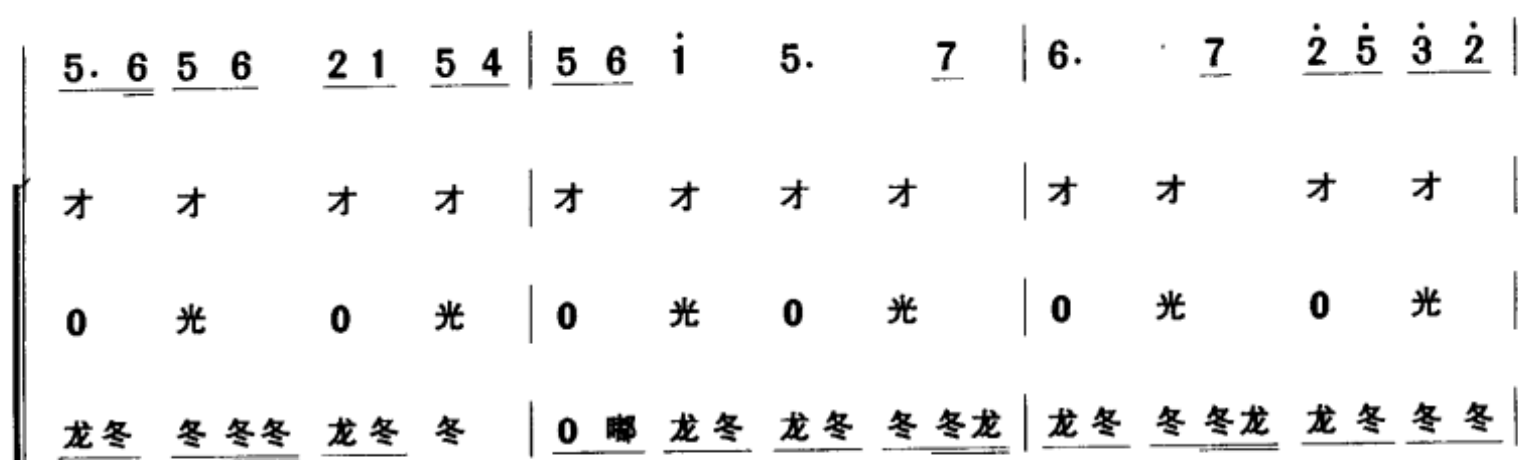 5. 6 5 6 2 1 5 4 | 5 6 i 5. 7 | 6. 7 2̇ 5̇ 3̇ 2̇ |
才 才 才 才 | 才 才 才 才 | 才 才 才 才 |
0 光 0 光 | 0 光 0 光 | 0 光 0 光 |
龙冬 冬 冬冬 龙冬 冬 | 0 嘟 龙冬 龙冬 冬 冬龙 | 龙冬 冬 冬龙 龙冬 冬冬 |